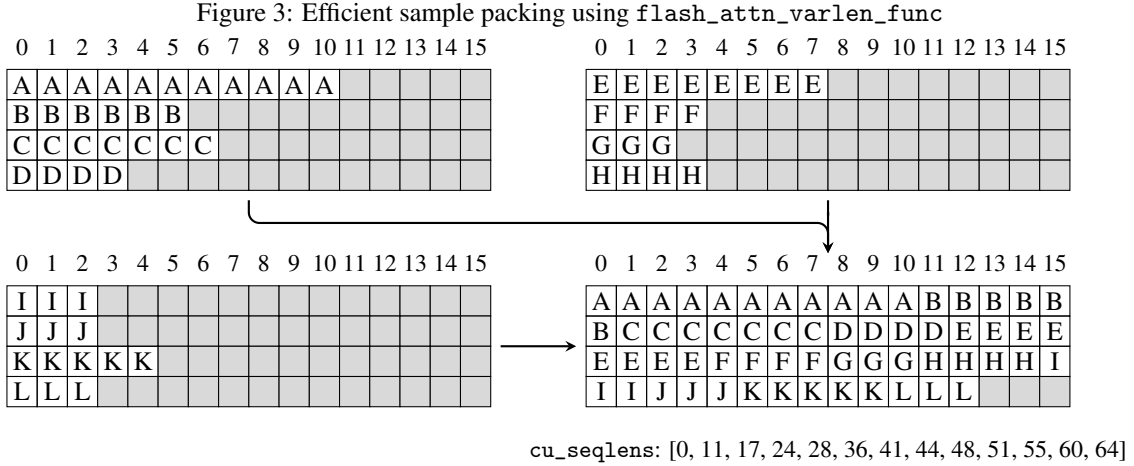 Figure 3: Efficient sample packing using flash_attn_varlen_func
0 1 2 3 4 5 6 7 8 9 10 11 12 13 14 15
A A A A A A A A A A A
B B B B B B
C C C C C C C
D D D D
0 1 2 3 4 5 6 7 8 9 10 11 12 13 14 15
E E E E E E E E
F F F F
G G G
H H H H
0 1 2 3 4 5 6 7 8 9 10 11 12 13 14 15
I I I
J J J
K K K K K
L L L
0 1 2 3 4 5 6 7 8 9 10 11 12 13 14 15
A A A A A A A A A A A B B B B B
B C C C C C C C D D D D E E E E
E E E E F F F F G G G H H H H I
I I J J J K K K K K L L L
cu_seqlens: [0, 11, 17, 24, 28, 36, 41, 44, 48, 51, 55, 60, 64]